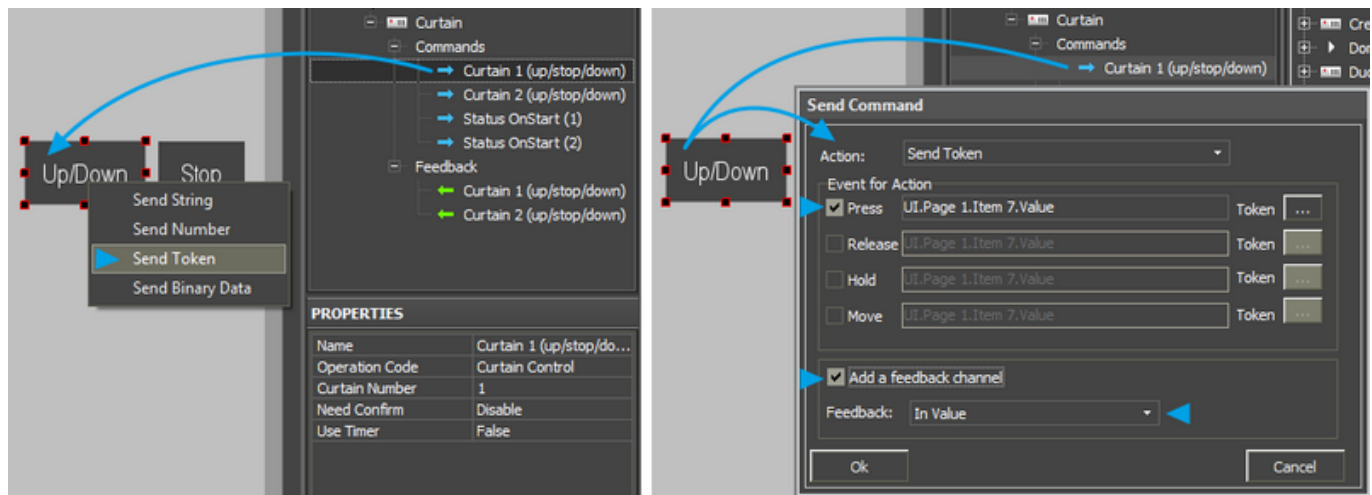 Curtain
Commands
Curtain 1 (up/stop/down)
Curtain 2 (up/stop/down)
Status OnStart (1)
Status OnStart (2)
Feedback
Curtain 1 (up/stop/down)
Curtain 2 (up/stop/down)
Up/Down
Stop
Send String
Send Number
Send Token
Send Binary Data
PROPERTIES
Name Curtain 1 (up/stop/do...
Operation Code Curtain Control
Curtain Number 1
Need Confirm Disable
Use Timer False
Curtain
Commands
Curtain 1 (up/stop/down)
Cre
Dor
Duc
Up/Down
Send Command
Action: Send Token
Event for Action
Press UI.Page 1.Item 7.Value Token ...
Release UI.Page 1.Item 7.Value Token ...
Hold UI.Page 1.Item 7.Value Token ...
Move UI.Page 1.Item 7.Value Token ...
Add a feedback channel
Feedback: In Value
Ok Cancel